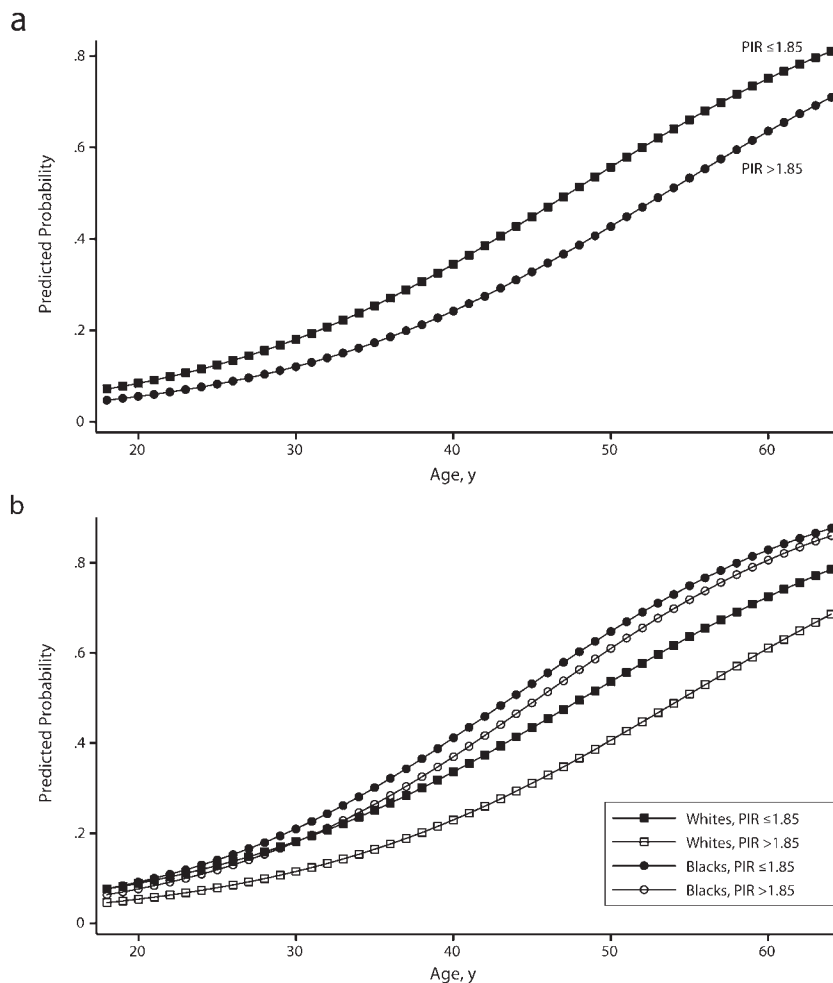 a
.8
.6
.4
.2
0
Predicted Probability
PIR ≤1.85
PIR >1.85
20 30 40 50 60
Age, y
b
.8
.6
.4
.2
0
Predicted Probability
Whites, PIR ≤1.85
Whites, PIR >1.85
Blacks, PIR ≤1.85
Blacks, PIR >1.85
20 30 40 50 60
Age, y